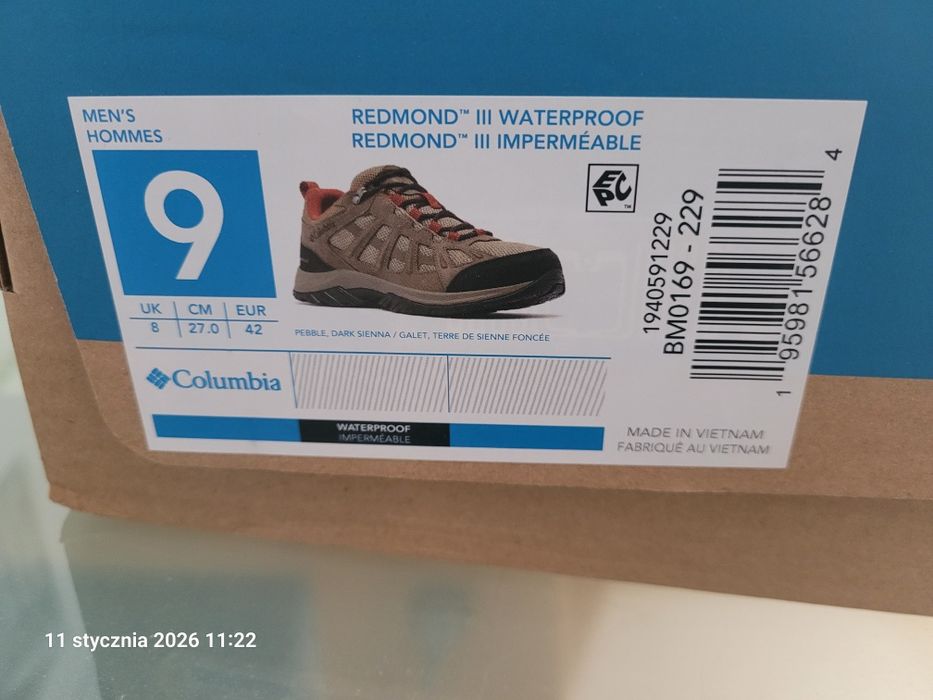 MEN'S
HOMMES
9
UK CM EUR
8 27.0 42
REDMOND™ III WATERPROOF
REDMOND™ III IMPERMÉABLE
Columbia
EPC™
PEBBLE, DARK SIENNA / GALET, TERRE DE SIENNE FONCÉE
Columbia
WATERPROOF
IMPERMÉABLE
1940591229
BM0169 - 229
1 95981 56628 4
MADE IN VIETNAM
FABRIQUÉ AU VIETNAM
11 stycznia 2026 11:22